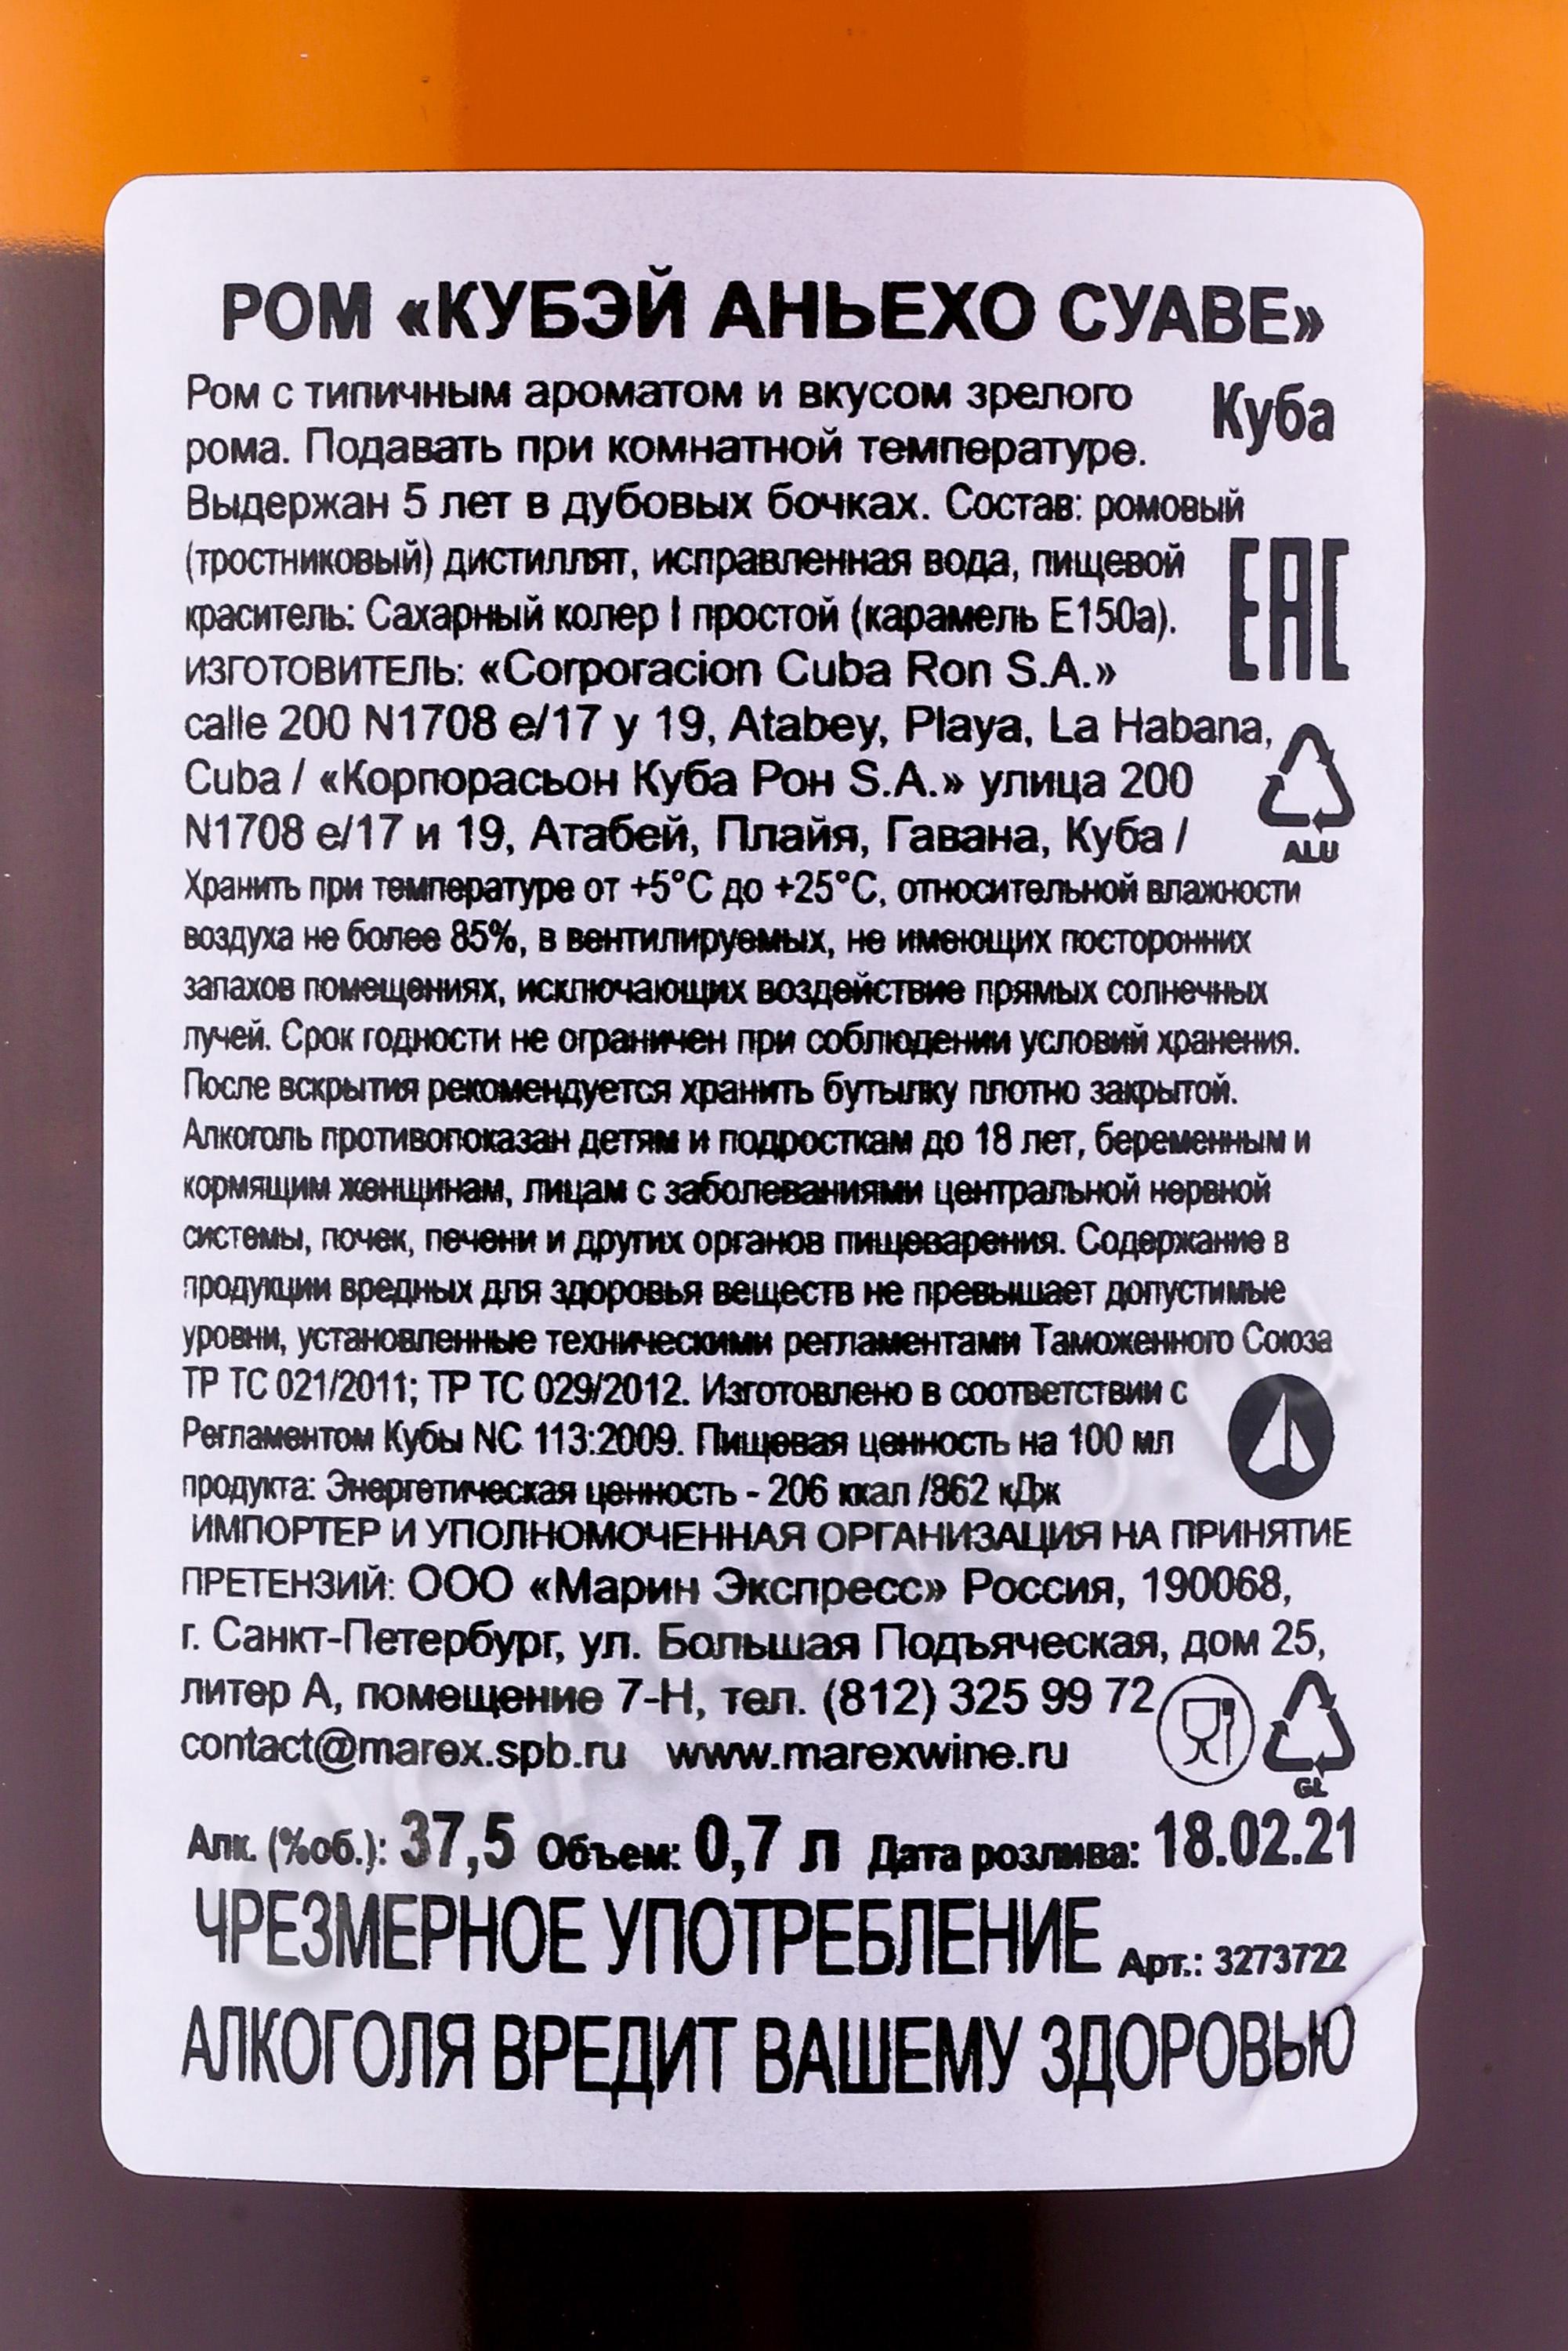 РОМ «КУБЭЙ АНЬЕХО СУАВЕ»
Ром с типичным ароматом и вкусом зрелого
Куба
рома. Подавать при комнатной температуре.
Выдержан 5 лет в дубовых бочках. Состав: ромовый
(тростниковый) дистиллят, исправленная вода, пищевой
EAC
краситель: Сахарный колер I простой (карамель Е150а).
ИЗГОТОВИТЕЛЬ: «Corporacion Cuba Ron S.A.»
calle 200 N1708 e/17 y 19, Atabey, Playa, La Habana,
Cuba / «Корпорасьон Куба Рон S.A.» улица 200
N1708 e/17 и 19, Атабей, Плайя, Гавана, Куба /
ALU
Хранить при температуре от +5°С до +25°С, относительной влажности
воздуха не более 85%, в вентилируемых, не имеющих посторонних
запахов помещениях, исключающих воздействие прямых солнечных
лучей. Срок годности не ограничен при соблюдении условий хранения.
После вскрытия рекомендуется хранить бутылку плотно закрытой.
Алкоголь противопоказан детям и подросткам до 18 лет, беременным и
кормящим женщинам, лицам с заболеваниями центральной нервной
системы, почек, печени и других органов пищеварения. Содержание в
продукции вредных для здоровья веществ не превышает допустимые
уровни, установленные техническими регламентами Таможенного Союза
ТР ТС 021/2011; ТР ТС 029/2012. Изготовлено в соответствии с
Регламентом Кубы NC 113:2009. Пищевая ценность на 100 мл
продукта: Энергетическая ценность - 206 ккал /862 кДж
ИМПОРТЕР И УПОЛНОМОЧЕННАЯ ОРГАНИЗАЦИЯ НА ПРИНЯТИЕ
ПРЕТЕНЗИЙ: ООО «Марин Экспресс» Россия, 190068,
г. Санкт-Петербург, ул. Большая Подъяческая, дом 25,
литер А, помещение 7-Н, тел. (812) 325 99 72
contact@marex.spb.ru www.marexwine.ru
GL
Алк. (%об.): 37,5 Объем: 0,7 л Дата розлива: 18.02.21
ЧРЕЗМЕРНОЕ УПОТРЕБЛЕНИЕ Арт.: 3273722
АЛКОГОЛЯ ВРЕДИТ ВАШЕМУ ЗДОРОВЬЮ